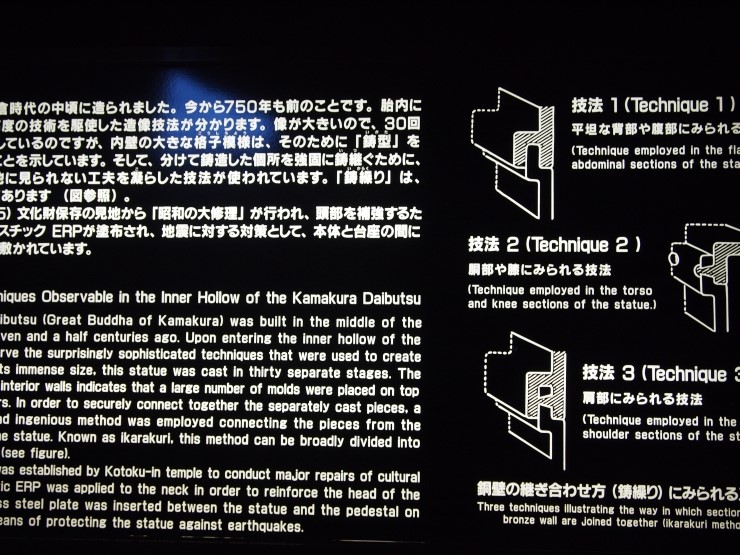 倉時代の中頃に造られました。今から750年も前のことです。胎内に
度の技術を駆使した造像技法が分かります。像が大きいので、30回
しているのですが、内壁の大きな格子模様は、そのために「鋳型」を
ことを示しています。そして、分けて鋳造した個所を強固に鋳継ぐために、
に見られない工夫を凝らした技法が使われています。「鋳繰り」は、
あります （図参照）。
5）文化財保存の見地から「昭和の大修理」が行われ、頭部を補強するた
スチック ERPが塗布され、地震に対する対策として、本体と台座の間に
敷かれています。
niques Observable in the Inner Hollow of the Kamakura Daibutsu
ibutsu (Great Buddha of Kamakura) was built in the middle of the
ven and a half centuries ago. Upon entering the inner hollow of the
rve the surprisingly sophisticated techniques that were used to create
ts immense size, this statue was cast in thirty separate stages. The
interior walls indicates that a large number of molds were placed on top
rs. In order to securely connect together the separately cast pieces, a
nd ingenious method was employed connecting the pieces from the
e statue. Known as ikarakuri, this method can be broadly divided into
(see figure).
was established by Kotoku-in temple to conduct major repairs of cultural
ic ERP was applied to the neck in order to reinforce the head of the
ss steel plate was inserted between the statue and the pedestal on
eans of protecting the statue against earthquakes.
技法 1 (Technique 1)
平坦な背部や腹部にみられる
(Technique employed in the fla
abdominal sections of the sta
技法 2 (Technique 2 )
胴部や膝にみられる技法
(Technique employed in the torso
and knee sections of the statue.)
技法 3 (Technique 3
肩部にみられる技法
(Technique employed in the
shoulder sections of the st
銅壁の継ぎ合わせ方（鋳繰り）にみられる
Three techniques illustrating the way in which section
bronze wall are joined together (ikarakuri metho